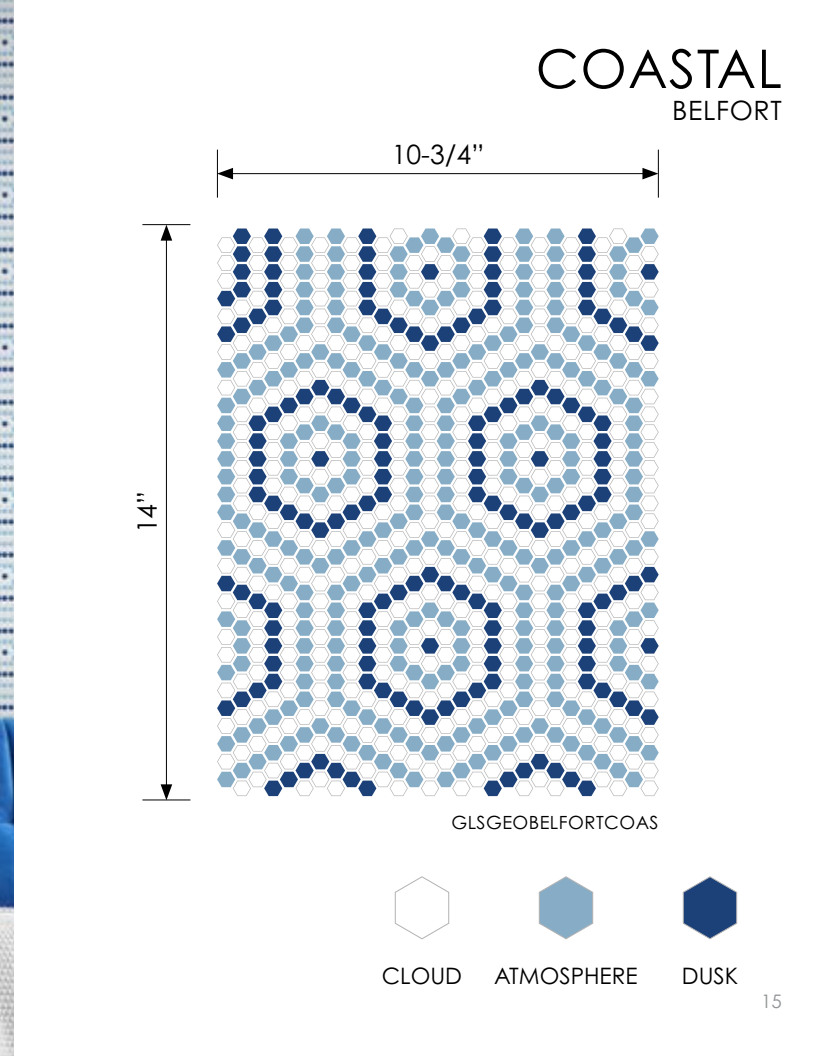 COASTAL
BELFORT
10-3/4”
14”
GLSGEOBELFORTCOAS
CLOUD ATMOSPHERE DUSK
15